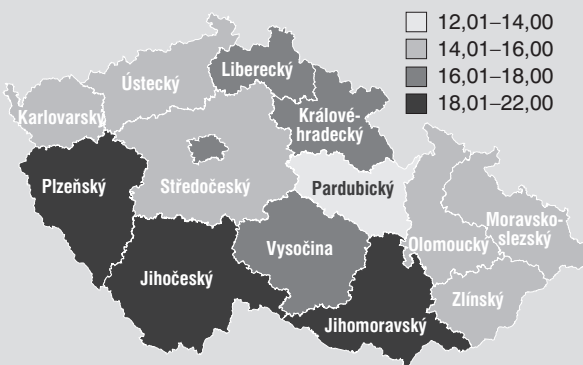 12,01–14,00
14,01–16,00
16,01–18,00
18,01–22,00
Liberecký
Ústecký
Karlovarský
Králové-
hradecký
Plzeňský
Středočeský
Pardubický
Moravsko-
slezský
Olomoucký
Vysočina
Jihočeský
Zlínský
Jihomoravský